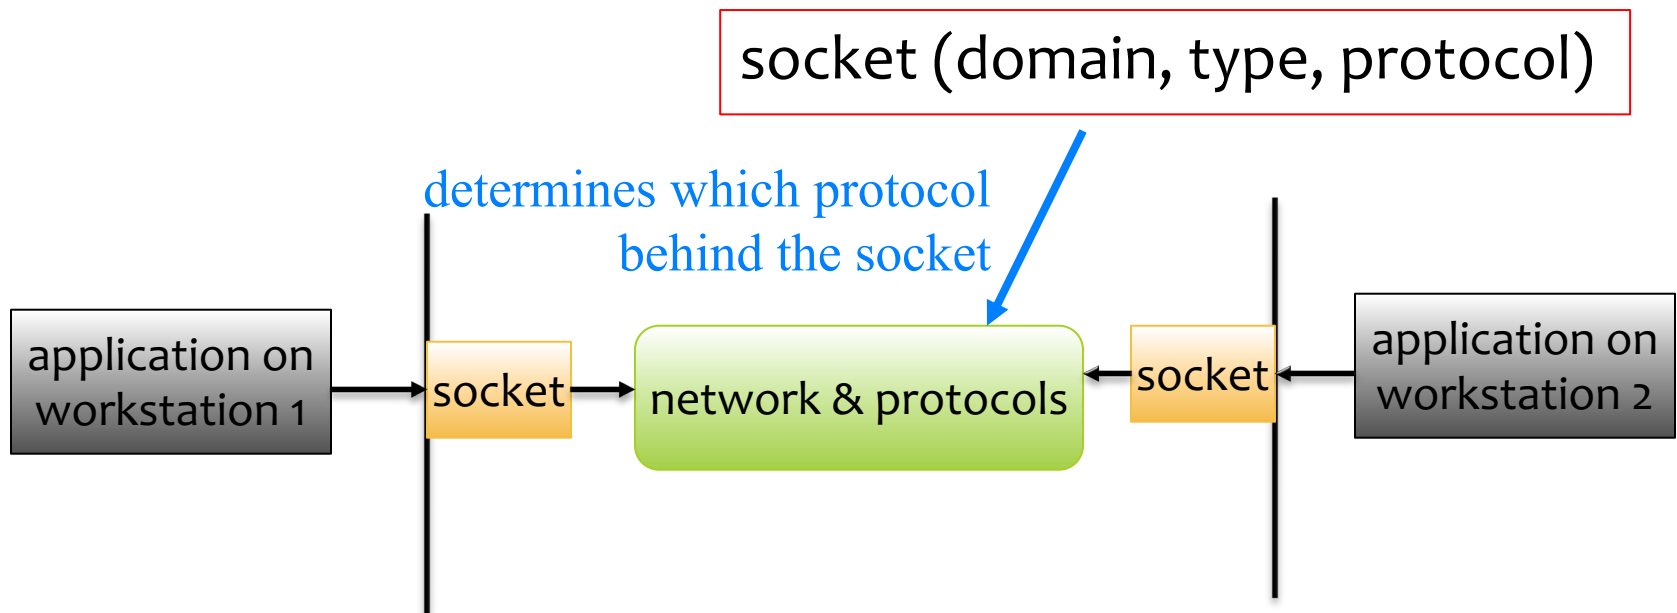 socket (domain, type, protocol)
determines which protocol
behind the socket
application on
workstation 1
socket
network & protocols
socket
application on
workstation 2